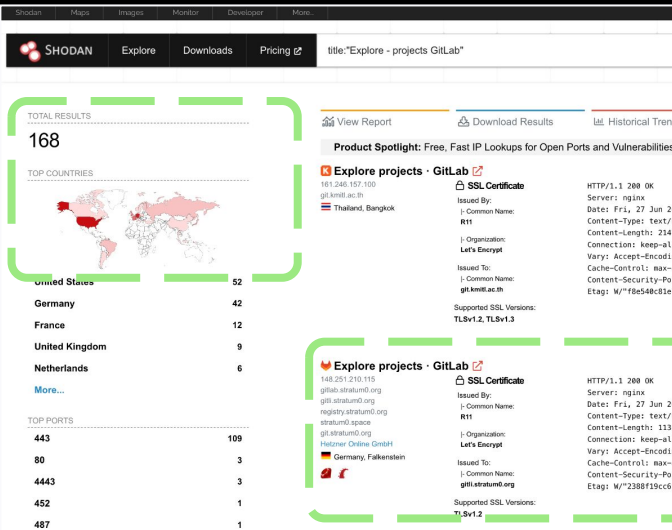 Shodan Maps Images Monitor Developer More...
SHODAN Explore Downloads Pricing title:"Explore - projects GitLab"
TOTAL RESULTS
168
TOP COUNTRIES
United States 52
Germany 42
France 12
United Kingdom 9
Netherlands 6
More...
TOP PORTS
443 109
80 3
4443 3
452 1
487 1
View Report Download Results Historical Tren
Product Spotlight: Free, Fast IP Lookups for Open Ports and Vulnerabilities
Explore projects · GitLab
161.246.157.100
git.kmitl.ac.th
Thailand, Bangkok
SSL Certificate
Issued By:
|- Common Name:
R11
|- Organization:
Let's Encrypt
Issued To:
|- Common Name:
git.kmitl.ac.th
Supported SSL Versions:
TLSv1.2, TLSv1.3
HTTP/1.1 200 OK
Server: nginx
Date: Fri, 27 Jun 2
Content-Type: text/
Content-Length: 214
Connection: keep-al
Vary: Accept-Encodi
Cache-Control: max-
Content-Security-Po
Etag: W/"f8e540c81e
Explore projects · GitLab
148.251.210.115
gitlab.stratum0.org
gitli.stratum0.org
registry.stratum0.org
stratum0.space
git.stratum0.org
Hetzner Online GmbH
Germany, Falkenstein
SSL Certificate
Issued By:
|- Common Name:
R11
|- Organization:
Let's Encrypt
Issued To:
|- Common Name:
gitli.stratum0.org
Supported SSL Versions:
TLSv1.2
HTTP/1.1 200 OK
Server: nginx
Date: Fri, 27 Jun 2
Content-Type: text/
Content-Length: 113
Connection: keep-al
Vary: Accept-Encodi
Cache-Control: max-
Content-Security-Po
Etag: W/"2388f19cc6